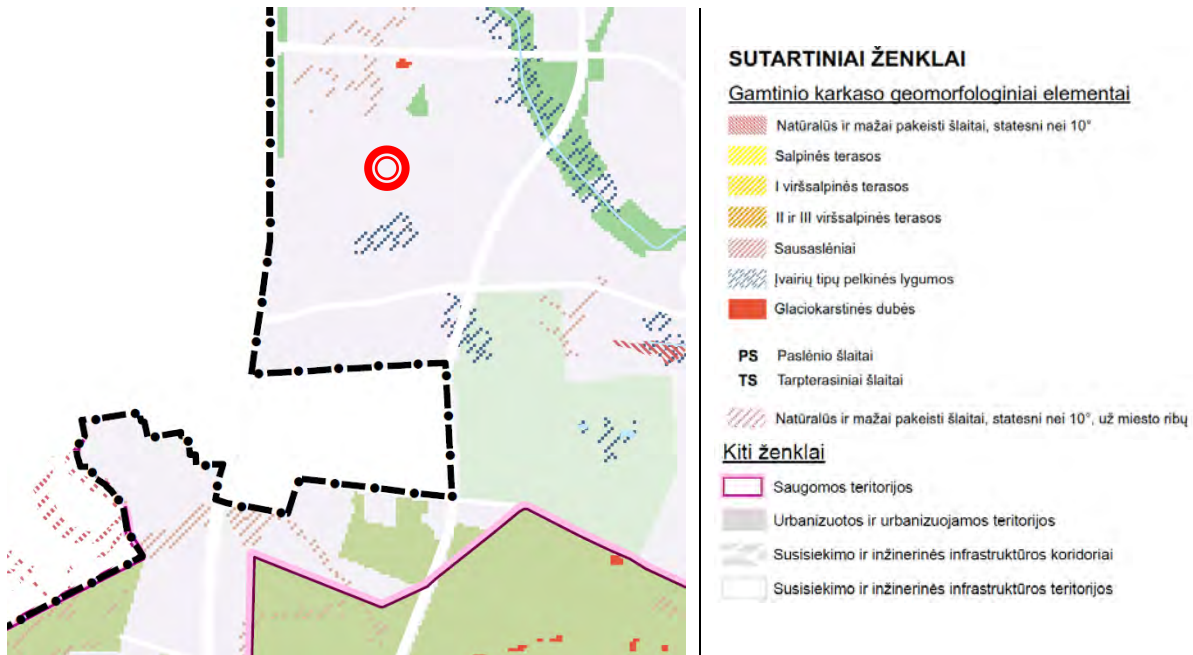 SUTARTINIAI ŽENKLAI
Gamtinio karkaso geomorfologiniai elementai
Natūralūs ir mažai pakeisti šlaitai, statesni nei 10°
Salpinės terasos
I viršsalpinės terasos
II ir III viršsalpinės terasos
Sausaslėniai
Įvairių tipų pelkinės lygumos
Glaciokarstinės dubės
PS Paslėnio šlaitai
TS Tarpterasiniai šlaitai
Natūralūs ir mažai pakeisti šlaitai, statesni nei 10°, už miesto ribų
Kiti ženklai
Saugomos teritorijos
Urbanizuotos ir urbanizuojamos teritorijos
Susisiekimo ir inžinerinės infrastruktūros koridoriai
Susisiekimo ir inžinerinės infrastruktūros teritorijos